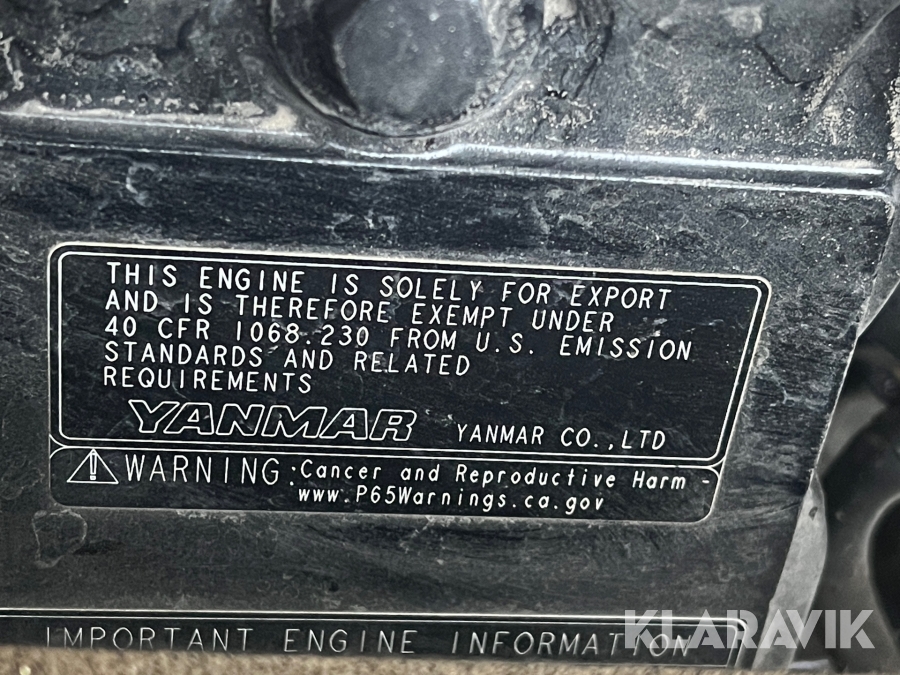 THIS ENGINE IS SOLELY FOR EXPORT
AND IS THEREFORE EXEMPT UNDER
40 CFR 1068.230 FROM U.S. EMISSION
STANDARDS AND RELATED
REQUIREMENTS
YANMAR YANMAR CO.,LTD
WARNING:Cancer and Reproductive Harm -
www.P65Warnings.ca.gov
IMPORTANT ENGINE INFORMATION
KLARAVIK